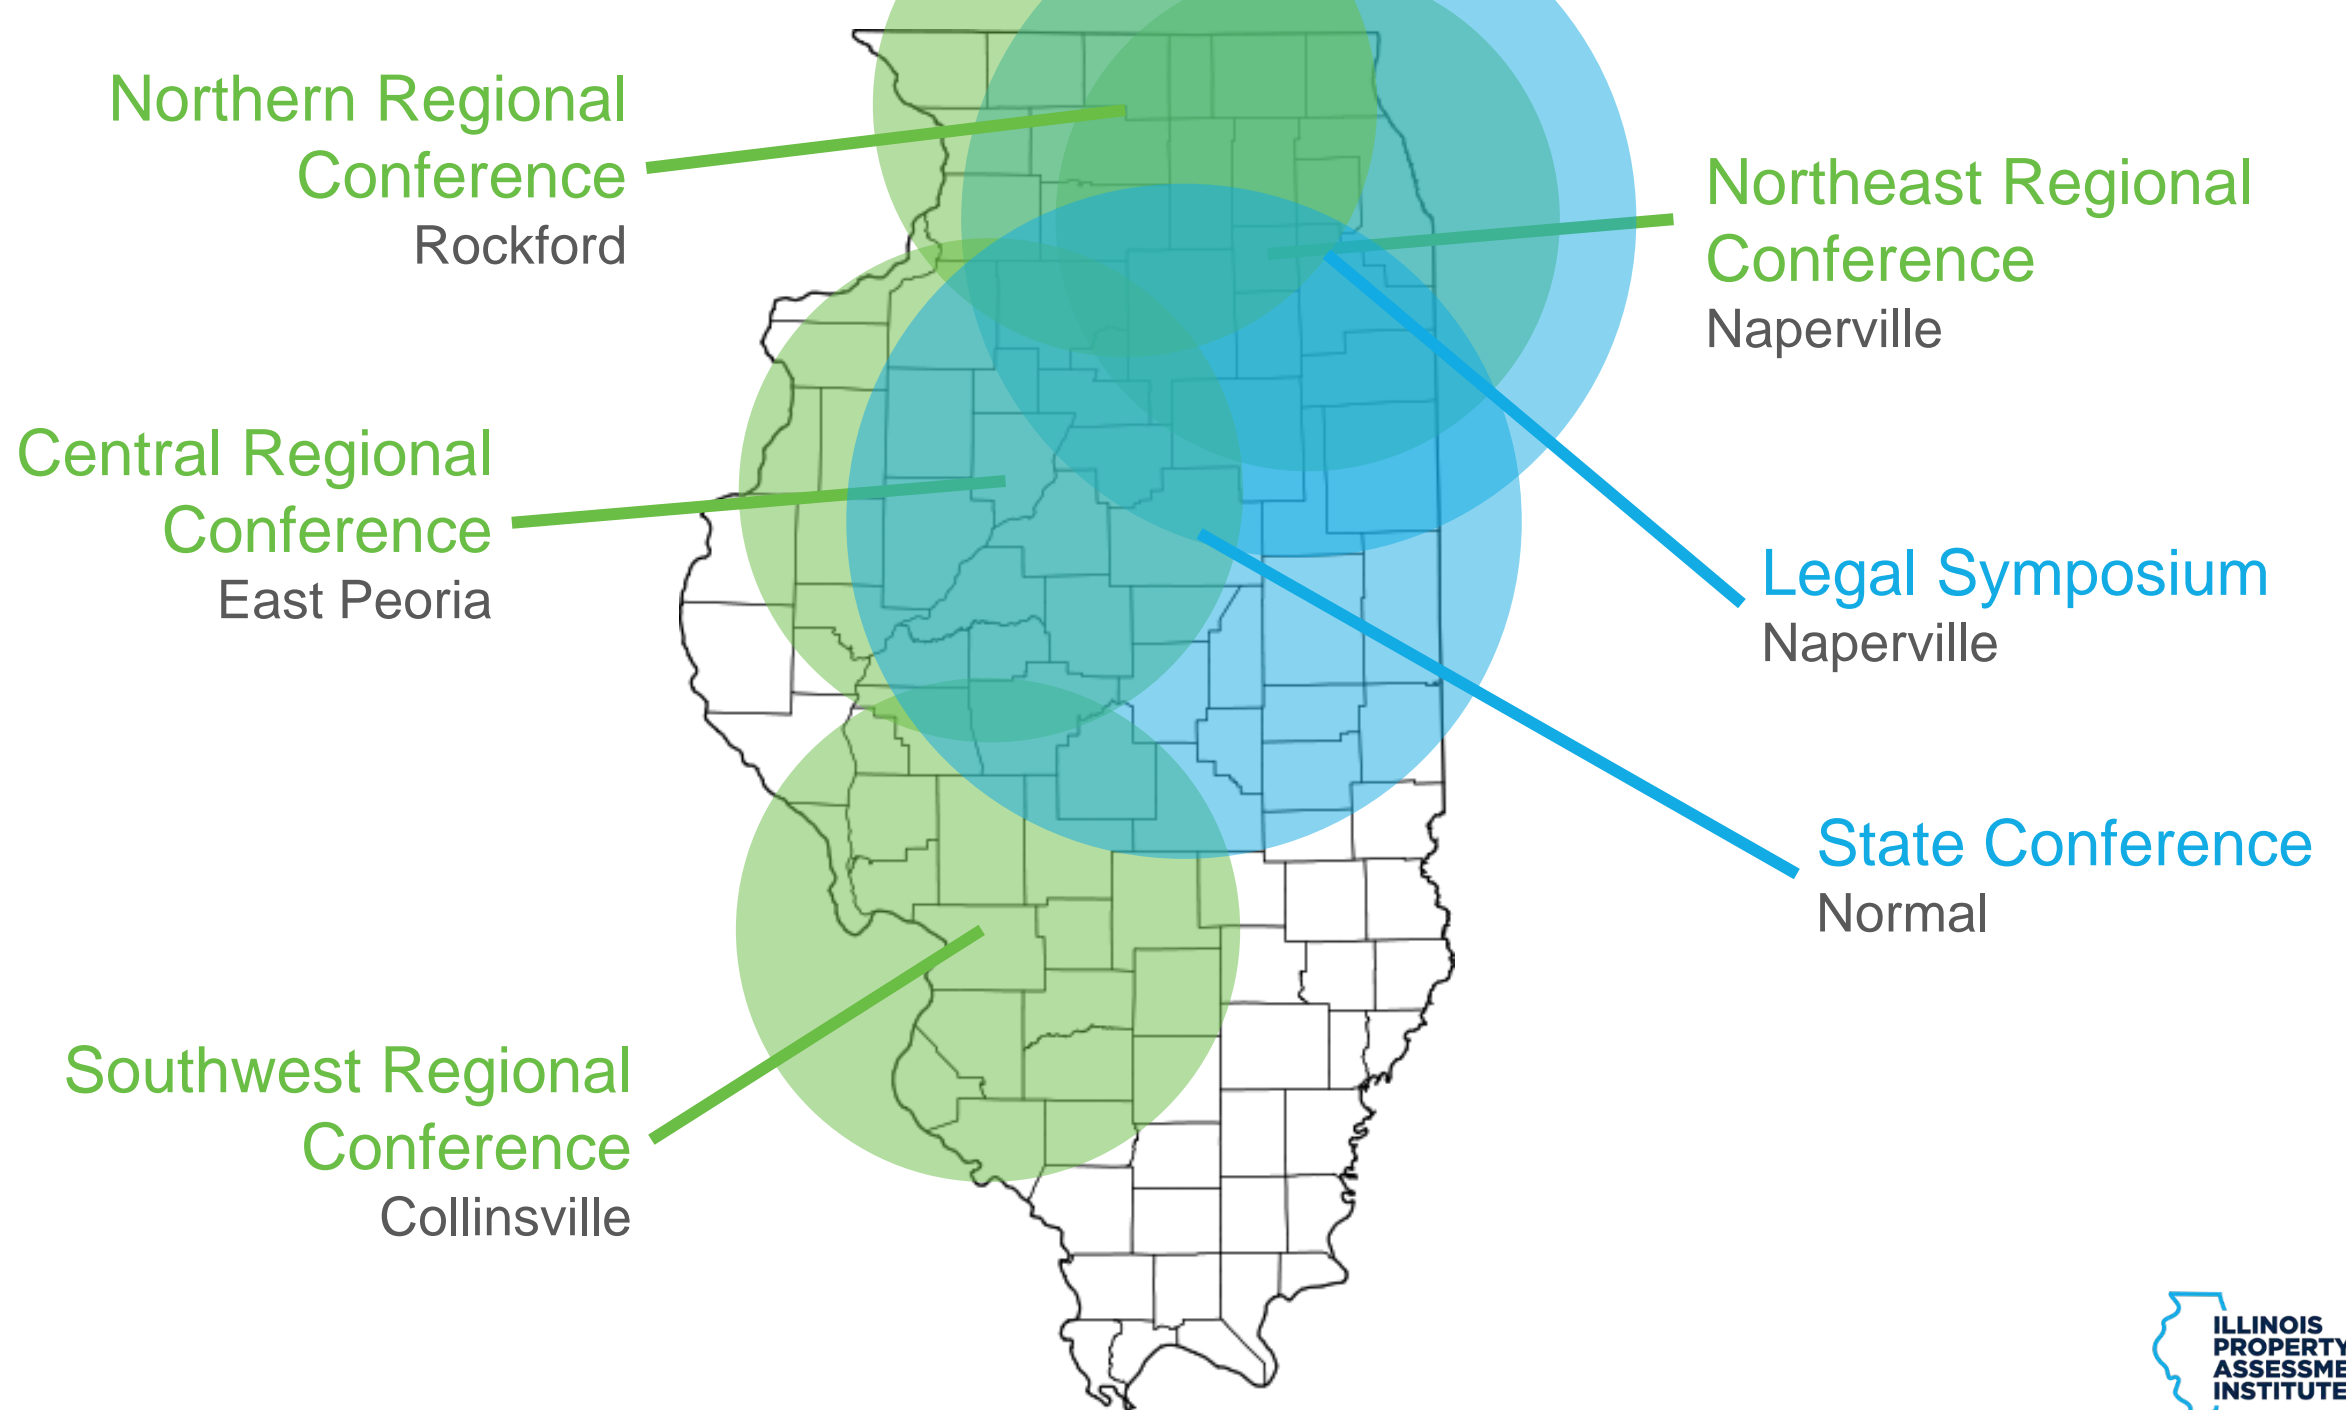 Northern Regional
Conference
Rockford
Northeast Regional
Conference
Naperville
Central Regional
Conference
East Peoria
Legal Symposium
Naperville
State Conference
Normal
Southwest Regional
Conference
Collinsville
ILLINOIS
PROPERTY
ASSESSME
INSTITUTE